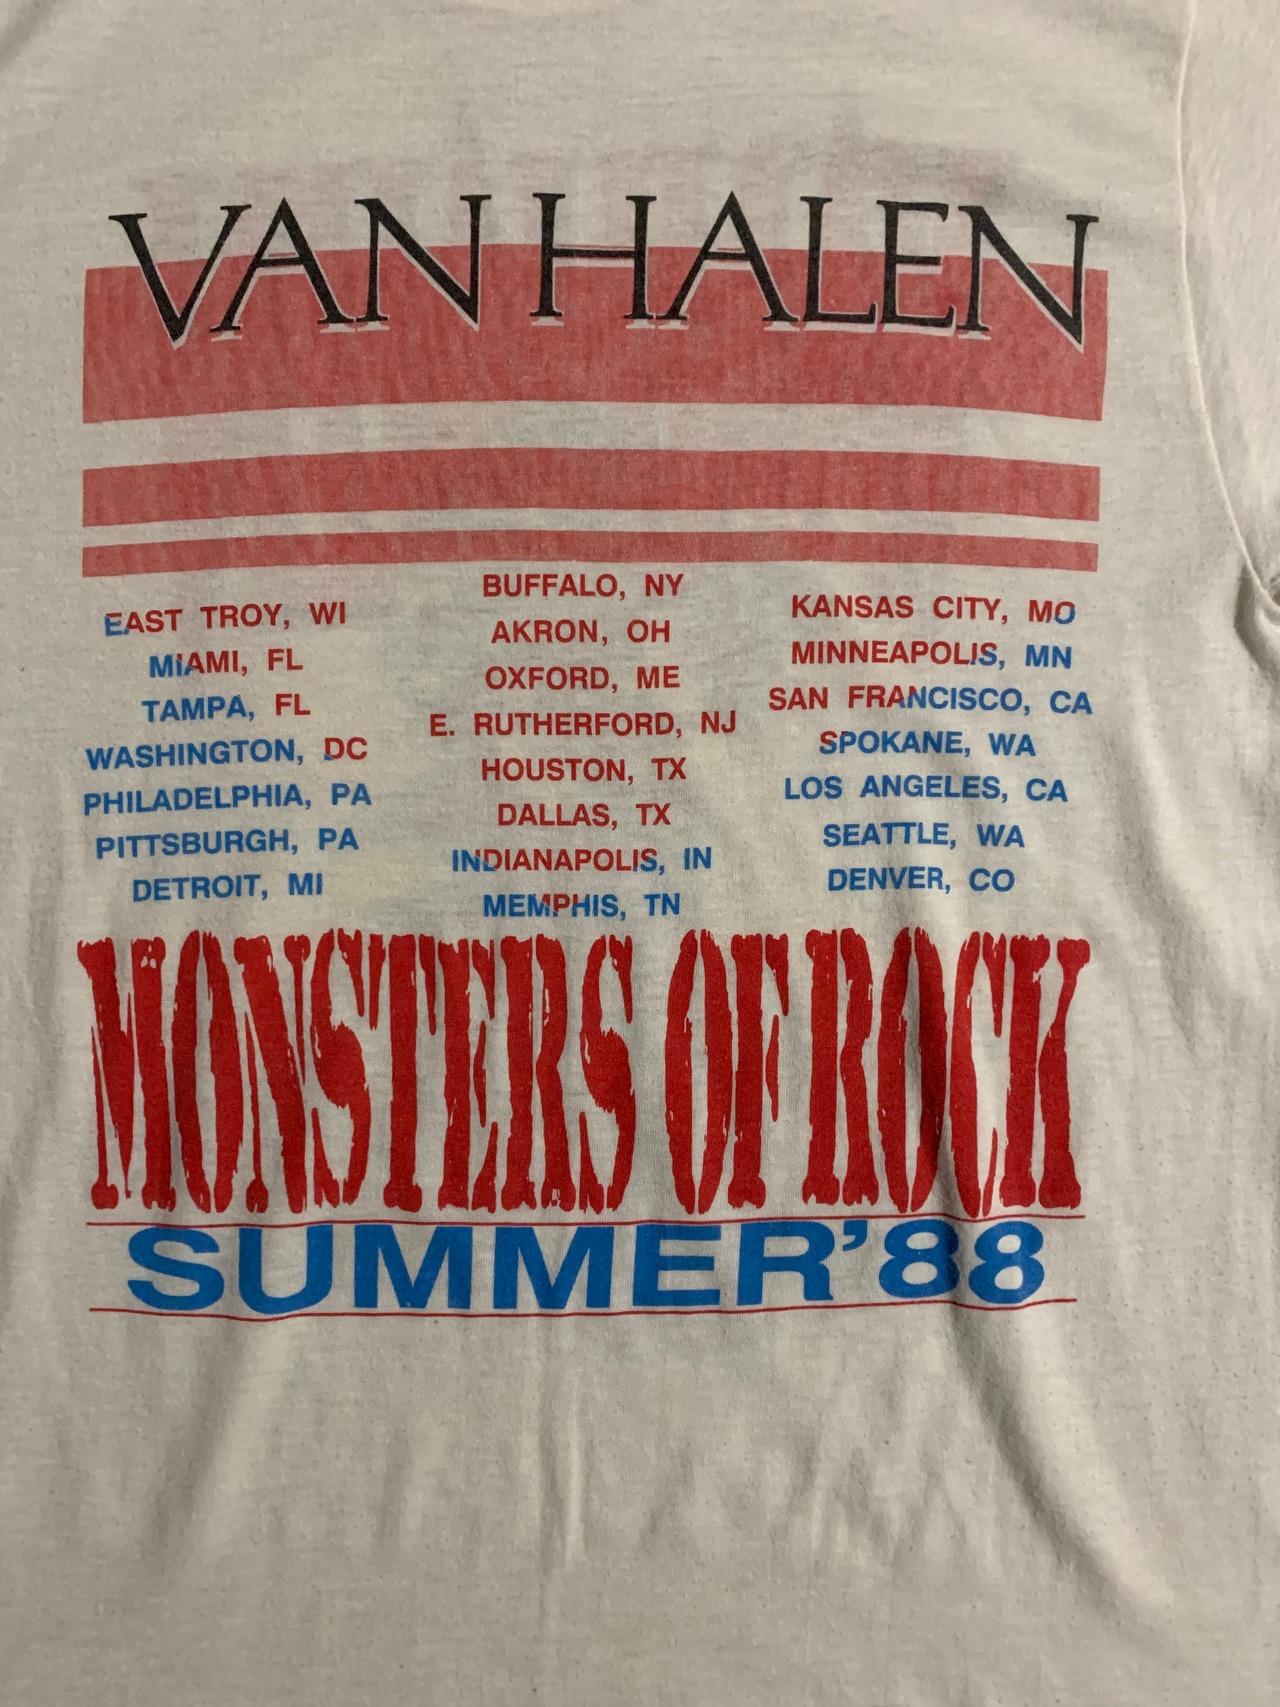 VAN HALEN
EAST TROY, WI
MIAMI, FL
TAMPA, FL
WASHINGTON, DC
PHILADELPHIA, PA
PITTSBURGH, PA
DETROIT, MI
BUFFALO, NY
AKRON, OH
OXFORD, ME
E. RUTHERFORD, NJ
HOUSTON, TX
DALLAS, TX
INDIANAPOLIS, IN
MEMPHIS, TN
KANSAS CITY, MO
MINNEAPOLIS, MN
SAN FRANCISCO, CA
SPOKANE, WA
LOS ANGELES, CA
SEATTLE, WA
DENVER, CO
MONSTERS OF ROCK
SUMMER'88